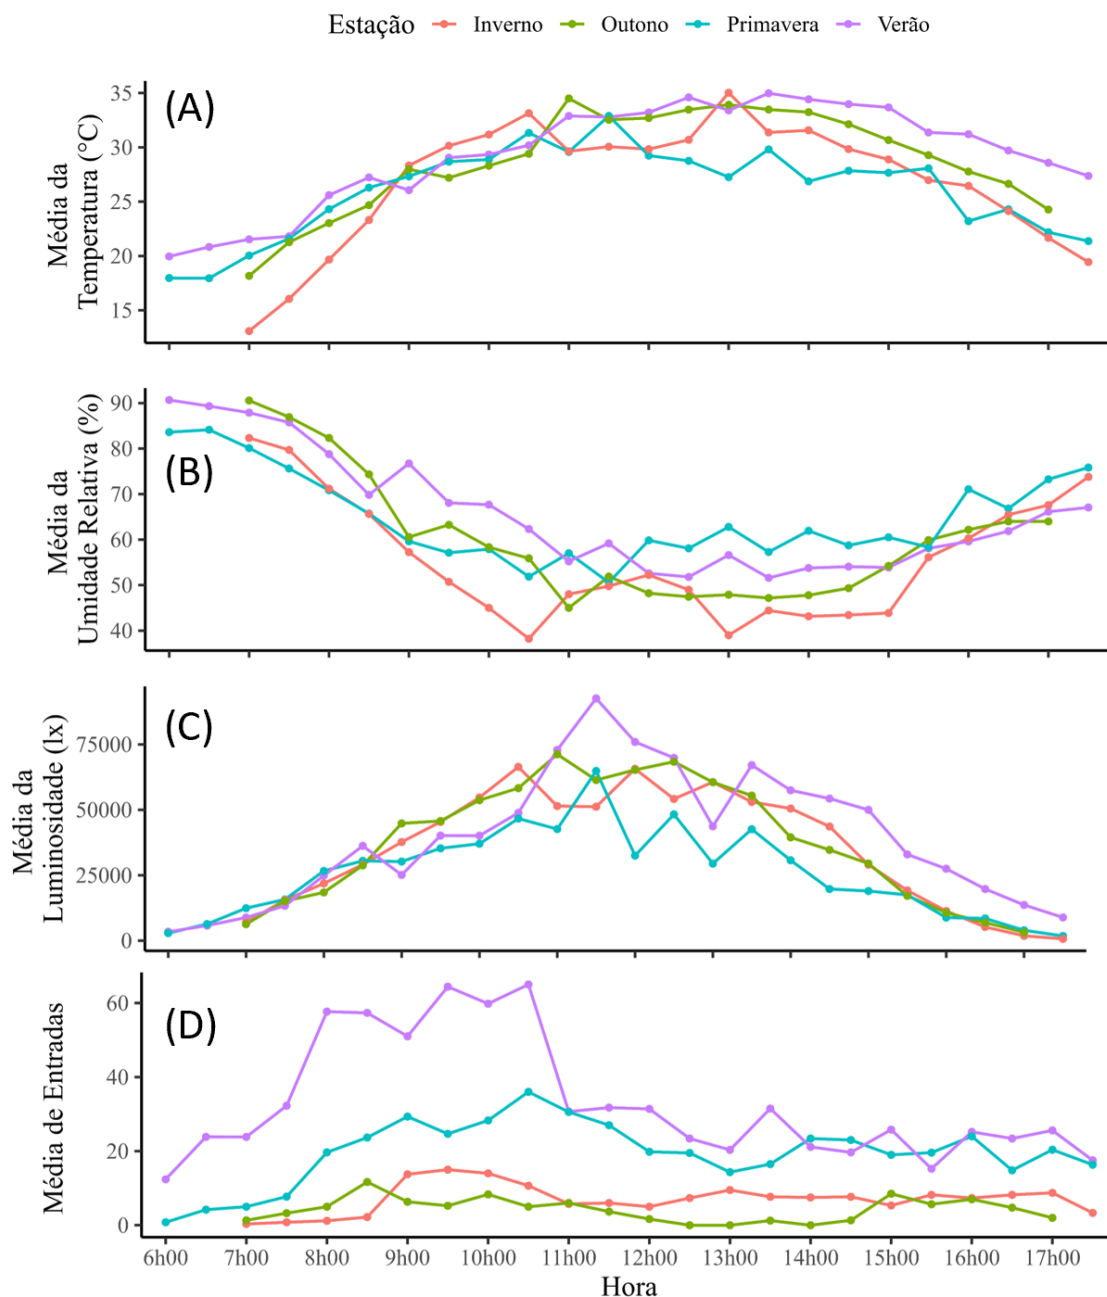 Estação Inverno Outono Primavera Verão
(A)
Média da
Temperatura (°C)
35
30
25
20
15
(B)
Média da
Umidade Relativa (%)
90
80
70
60
50
40
(C)
Média da
Luminosidade (lx)
75000
50000
25000
0
(D)
Média de Entradas
60
40
20
0
6h00 7h00 8h00 9h00 10h00 11h00 12h00 13h00 14h00 15h00 16h00 17h00
Hora